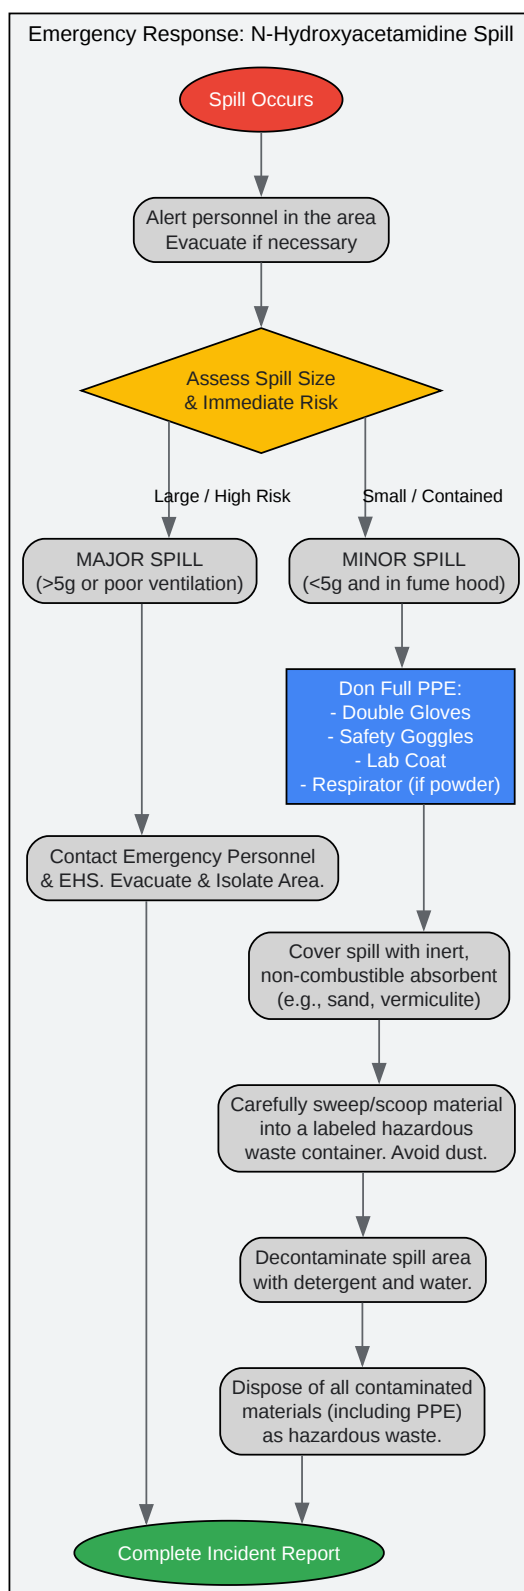 Emergency Response: N-Hydroxyacetamidine Spill
Spill Occurs
Alert personnel in the area
Evacuate if necessary
Assess Spill Size
& Immediate Risk
Large / High Risk
Small / Contained
MAJOR SPILL
(>5g or poor ventilation)
MINOR SPILL
(<5g and in fume hood)
Don Full PPE:
- Double Gloves
- Safety Goggles
- Lab Coat
- Respirator (if powder)
Contact Emergency Personnel
& EHS. Evacuate & Isolate Area.
Cover spill with inert,
non-combustible absorbent
(e.g., sand, vermiculite)
Carefully sweep/scoop material
into a labeled hazardous
waste container. Avoid dust.
Decontaminate spill area
with detergent and water.
Dispose of all contaminated
materials (including PPE)
as hazardous waste.
Complete Incident Report